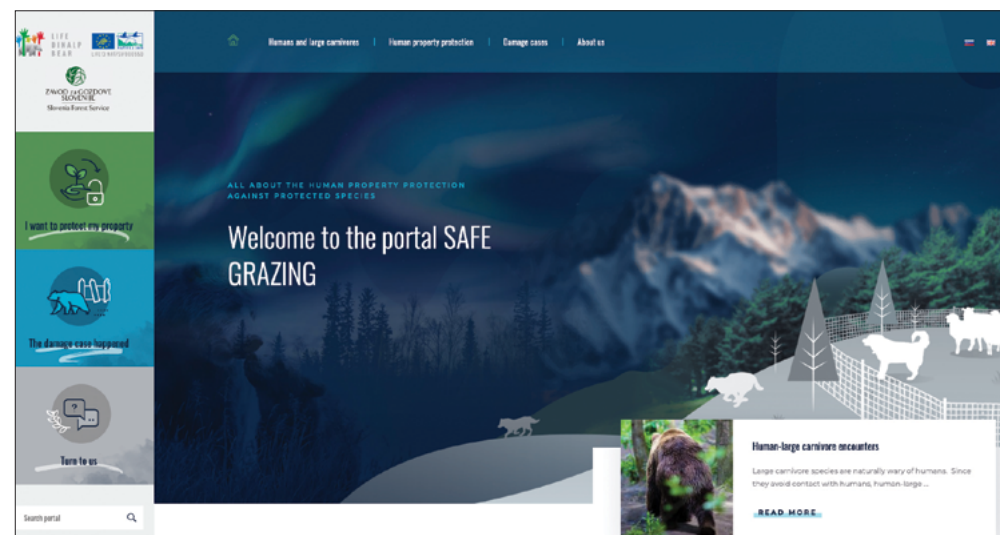 LIFE
DINALP
BEAR
ZAVOD ZA GOZDOVE
SLOVENIJE
Slovenia Forest Service
I want to protect my property
The damage case happened
Turn to us
Search portal
Humans and large carnivores | Human property protection | Damage cases | About us
ALL ABOUT THE HUMAN PROPERTY PROTECTION
AGAINST PROTECTED SPECIES
Welcome to the portal SAFE
GRAZING
Human-large carnivore encounters
Large carnivore species are naturally wary of humans. Since
they avoid contact with humans, human-large ...
READ MORE